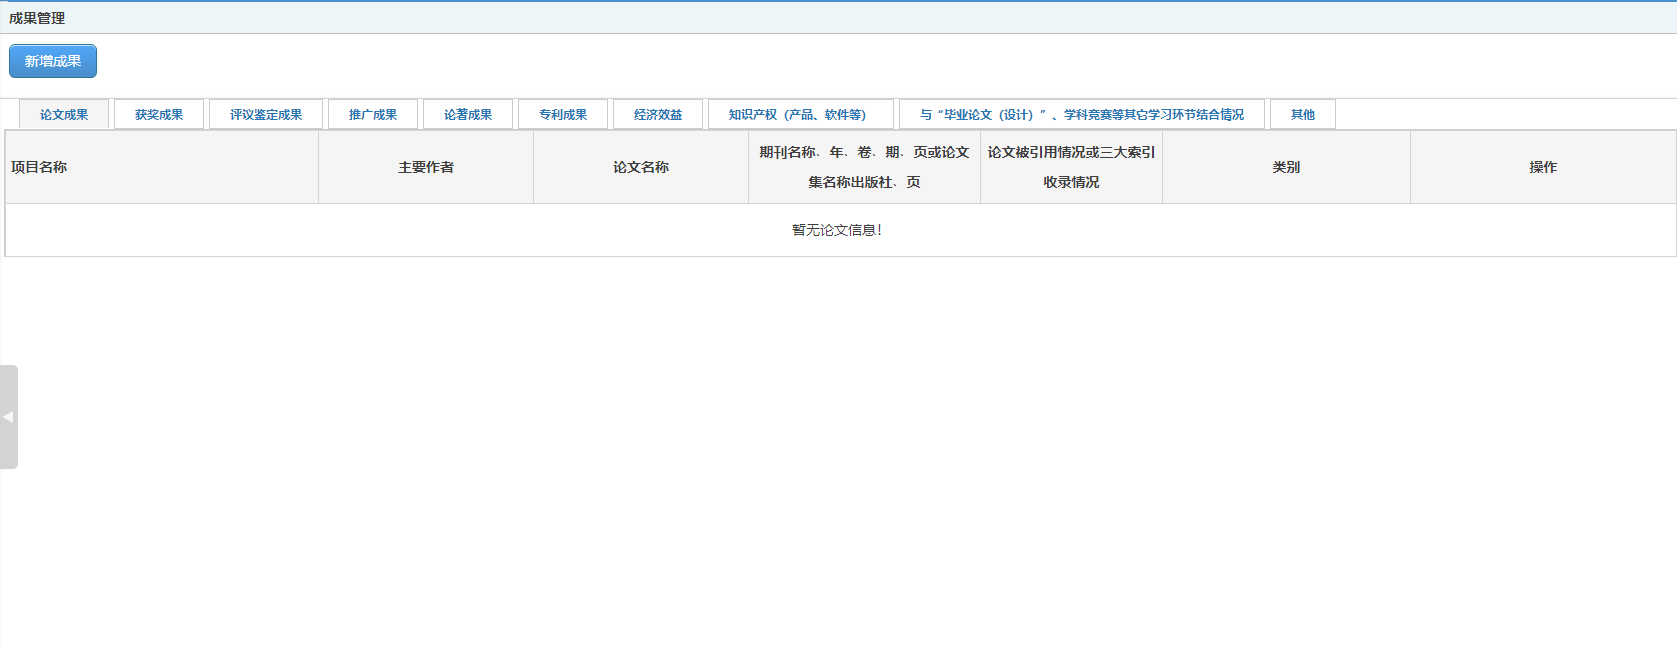 成果管理
新增成果
论文成果 获奖成果 评议鉴定成果 推广成果 论著成果 专利成果 经济效益 知识产权（产品、软件等） 与“毕业论文（设计）”、学科竞赛等其它学习环节结合情况 其他
项目名称 主要作者 论文名称 期刊名称、年、卷、期、页或论文集名称出版社、页 论文被引用情况或三大索引收录情况 类别 操作
暂无论文信息！